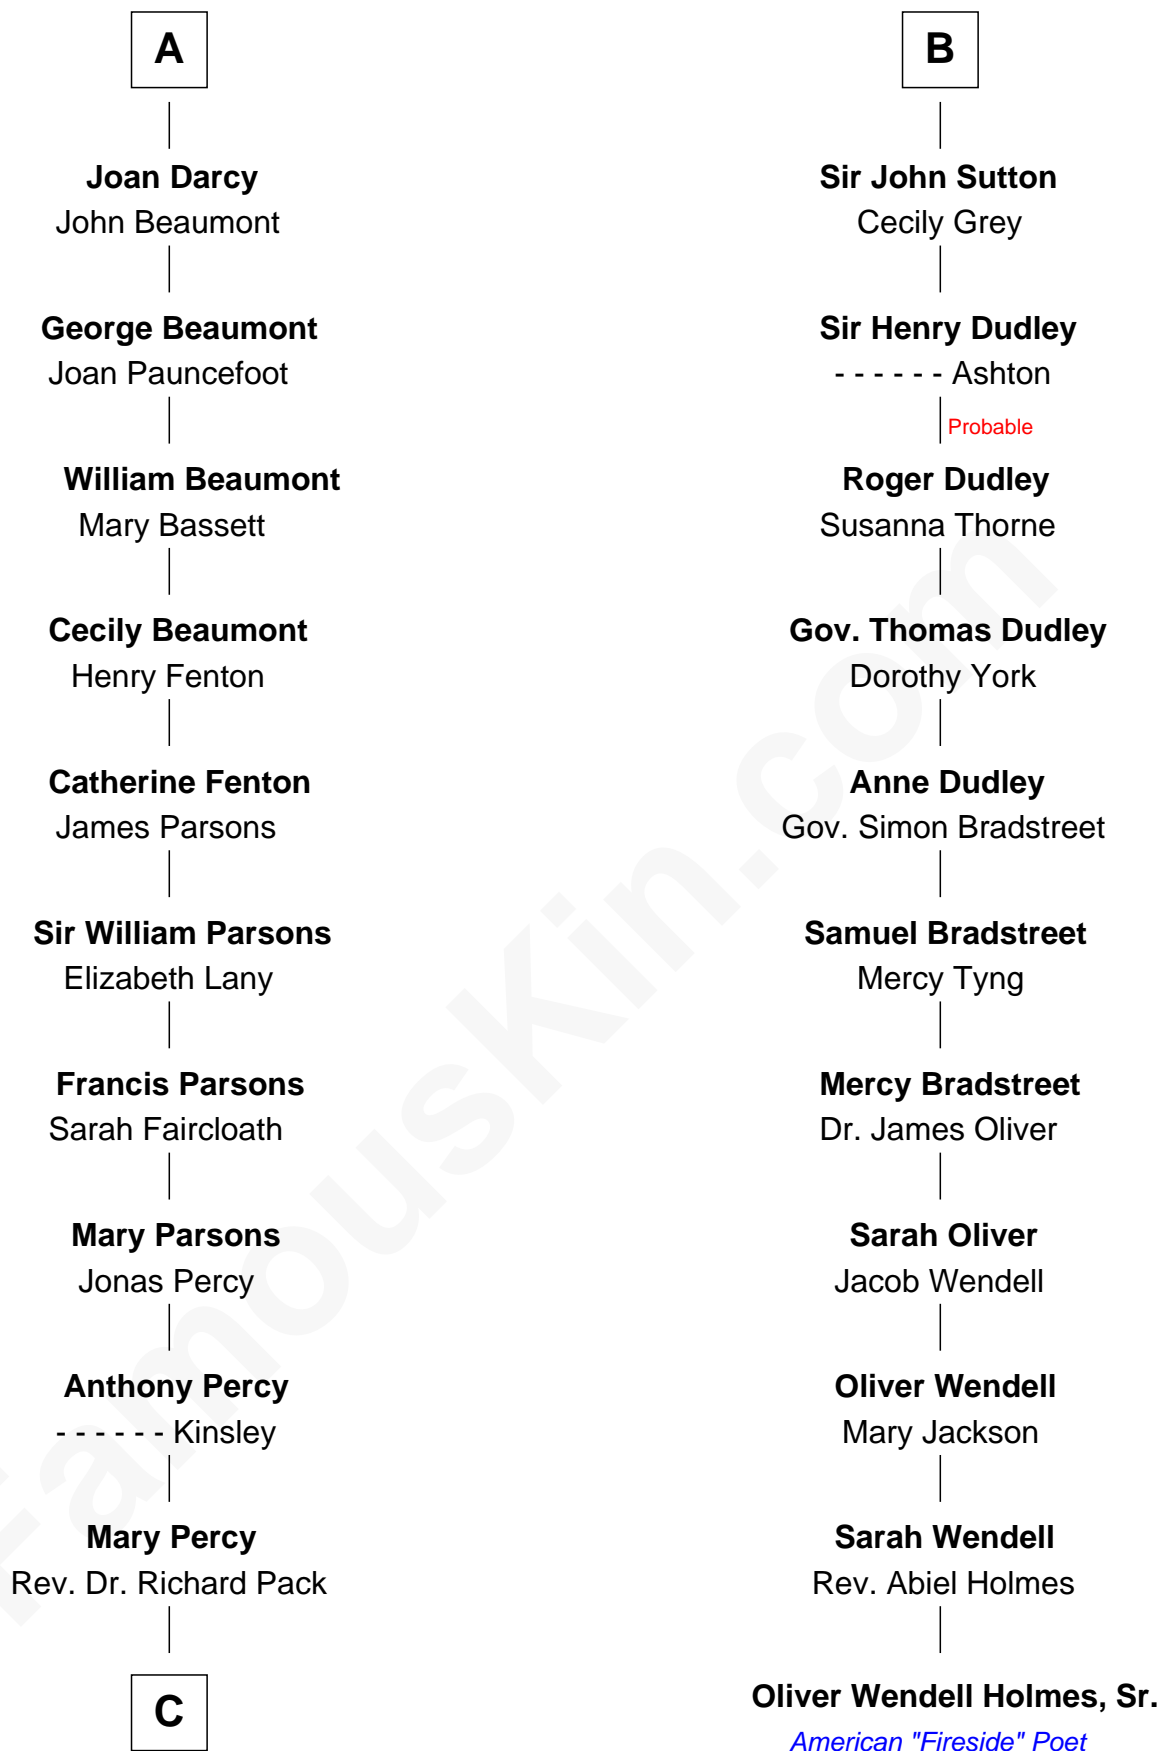 A
Joan Darcy
John Beaumont
George Beaumont
Joan Pauncefoot
William Beaumont
Mary Bassett
Cecily Beaumont
Henry Fenton
Catherine Fenton
James Parsons
Sir William Parsons
Elizabeth Lany
Francis Parsons
Sarah Faircloath
Mary Parsons
Jonas Percy
Anthony Percy
- - - - - - Kinsley
Mary Percy
Rev. Dr. Richard Pack
C
B
Sir John Sutton
Cecily Grey
Sir Henry Dudley
- - - - - - Ashton
Probable
Roger Dudley
Susanna Thorne
Gov. Thomas Dudley
Dorothy York
Anne Dudley
Gov. Simon Bradstreet
Samuel Bradstreet
Mercy Tyng
Mercy Bradstreet
Dr. James Oliver
Sarah Oliver
Jacob Wendell
Oliver Wendell
Mary Jackson
Sarah Wendell
Rev. Abiel Holmes
Oliver Wendell Holmes, Sr.
American "Fireside" Poet
FamousKin.com